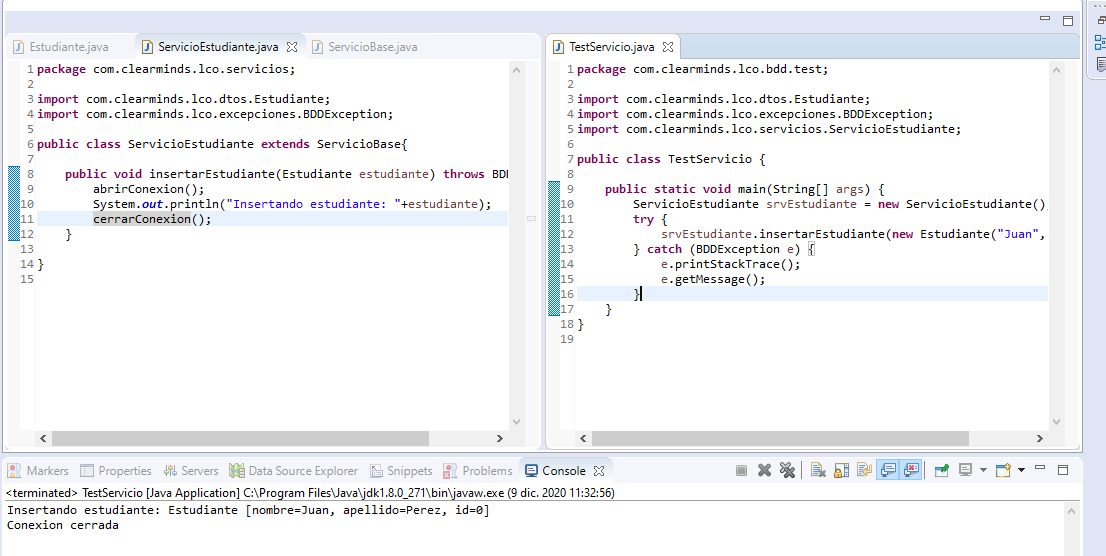 Estudiante.java
ServicioEstudiante.java
ServicioBase.java
1 package com.clearminds.lco.servicios;
2
3 import com.clearminds.lco.dtos.Estudiante;
4 import com.clearminds.lco.excepciones.BDDException;
5
6 public class ServicioEstudiante extends ServicioBase{
7
8 public void insertarEstudiante(Estudiante estudiante) throws BDD
9 abrirConexion();
10 System.out.println("Insertando estudiante: "+estudiante);
11 cerrarConexion();
12 }
13
14 }
15
TestServicio.java
1 package com.clearminds.lco.bdd.test;
2
3 import com.clearminds.lco.dtos.Estudiante;
4 import com.clearminds.lco.excepciones.BDDException;
5 import com.clearminds.lco.servicios.ServicioEstudiante;
6
7 public class TestServicio {
8
9 public static void main(String[] args) {
10 ServicioEstudiante srvEstudiante = new ServicioEstudiante()
11 try {
12 srvEstudiante.insertarEstudiante(new Estudiante("Juan",
13 } catch (BDDException e) {
14 e.printStackTrace();
15 e.getMessage();
16 }
17 }
18 }
19
Markers Properties Servers Data Source Explorer Snippets Problems Console
<terminated> TestServicio [Java Application] C:\Program Files\Java\jdk1.8.0_271\bin\javaw.exe (9 dic. 2020 11:32:56)
Insertando estudiante: Estudiante [nombre=Juan, apellido=Perez, id=0]
Conexion cerrada